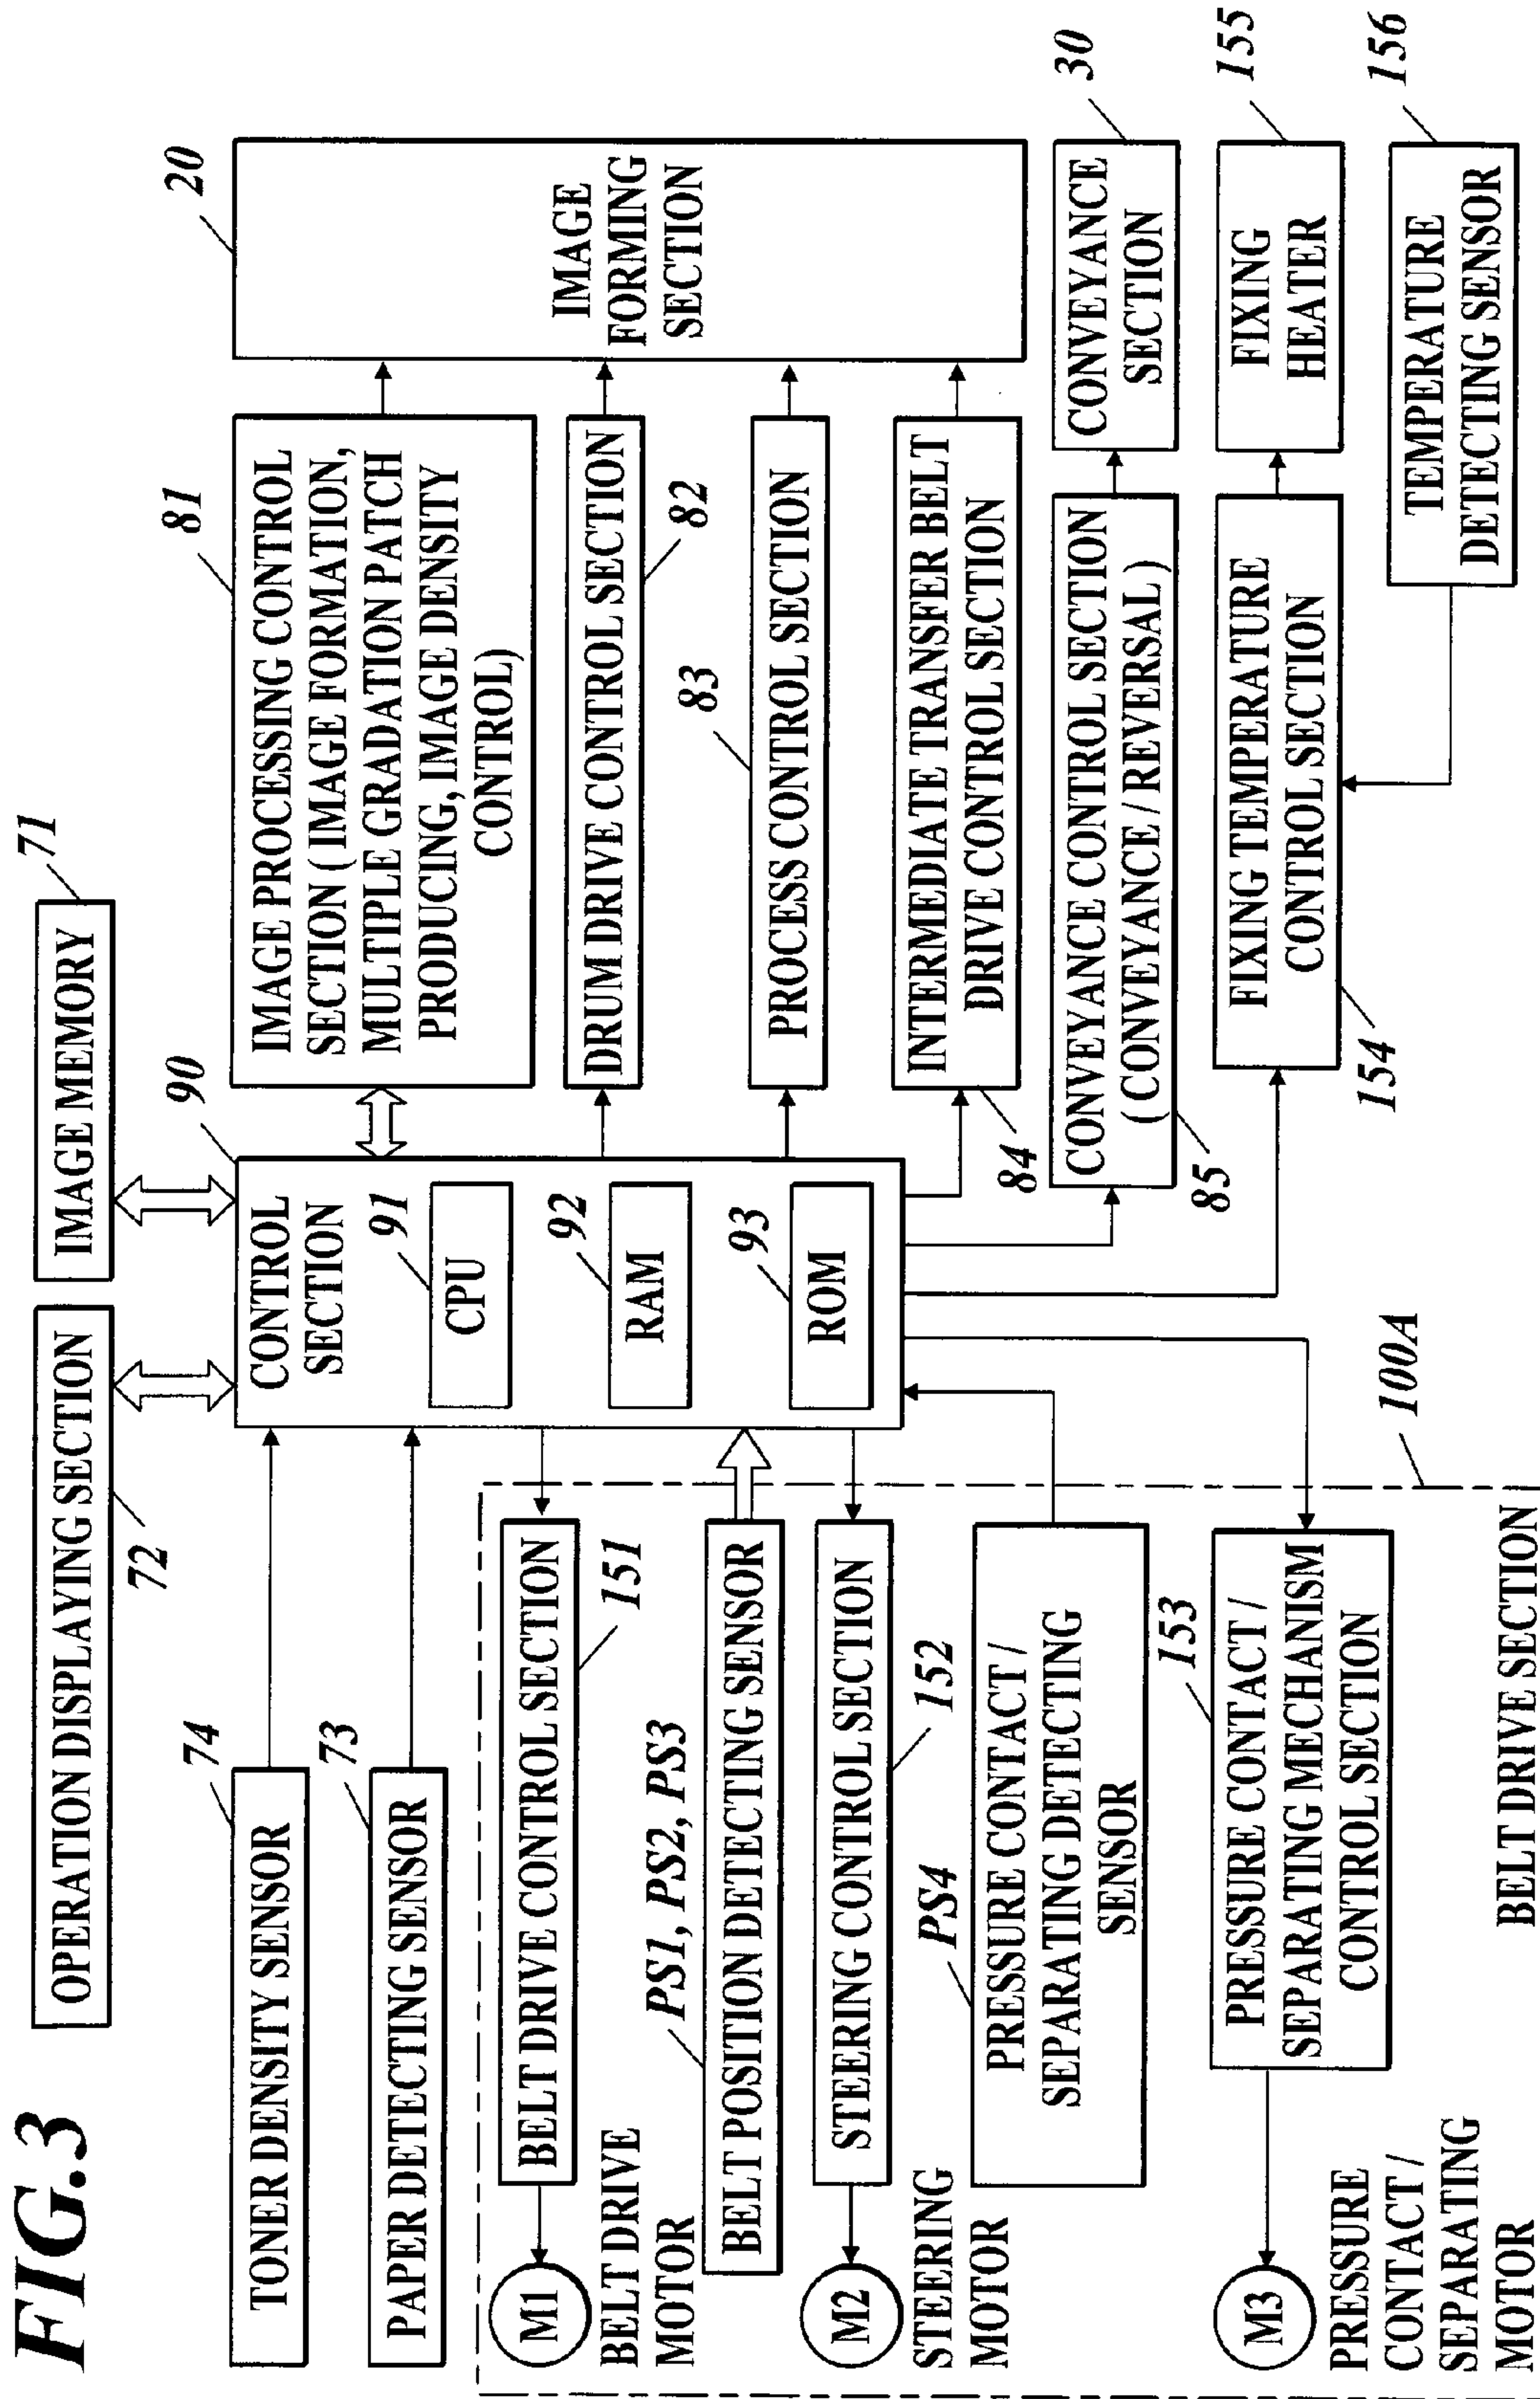 FIG.3
OPERATION DISPLAYING SECTION
72
IMAGE MEMORY
71
TONER DENSITY SENSOR
74
PAPER DETECTING SENSOR
73
CONTROL
SECTION
90
CPU
91
RAM
92
ROM
93
IMAGE PROCESSING CONTROL
SECTION ( IMAGE FORMATION,
MULTIPLE GRADATION PATCH
PRODUCING, IMAGE DENSITY
CONTROL)
81
DRUM DRIVE CONTROL SECTION
82
PROCESS CONTROL SECTION
83
INTERMEDIATE TRANSFER BELT
DRIVE CONTROL SECTION
84
IMAGE
FORMING
SECTION
20
CONVEYANCE CONTROL SECTION
( CONVEYANCE / REVERSAL )
85
CONVEYANCE
SECTION
30
FIXING TEMPERATURE
CONTROL SECTION
154
FIXING
HEATER
155
TEMPERATURE
DETECTING SENSOR
156
M1
BELT DRIVE
MOTOR
BELT DRIVE CONTROL SECTION
151
BELT POSITION DETECTING SENSOR
PS1, PS2, PS3
M2
STEERING
MOTOR
STEERING CONTROL SECTION
152
PRESSURE CONTACT /
SEPARATING DETECTING
SENSOR
PS4
M3
PRESSURE
CONTACT /
SEPARATING
MOTOR
PRESSURE CONTACT /
SEPARATING MECHANISM
CONTROL SECTION
153
BELT DRIVE SECTION
100A